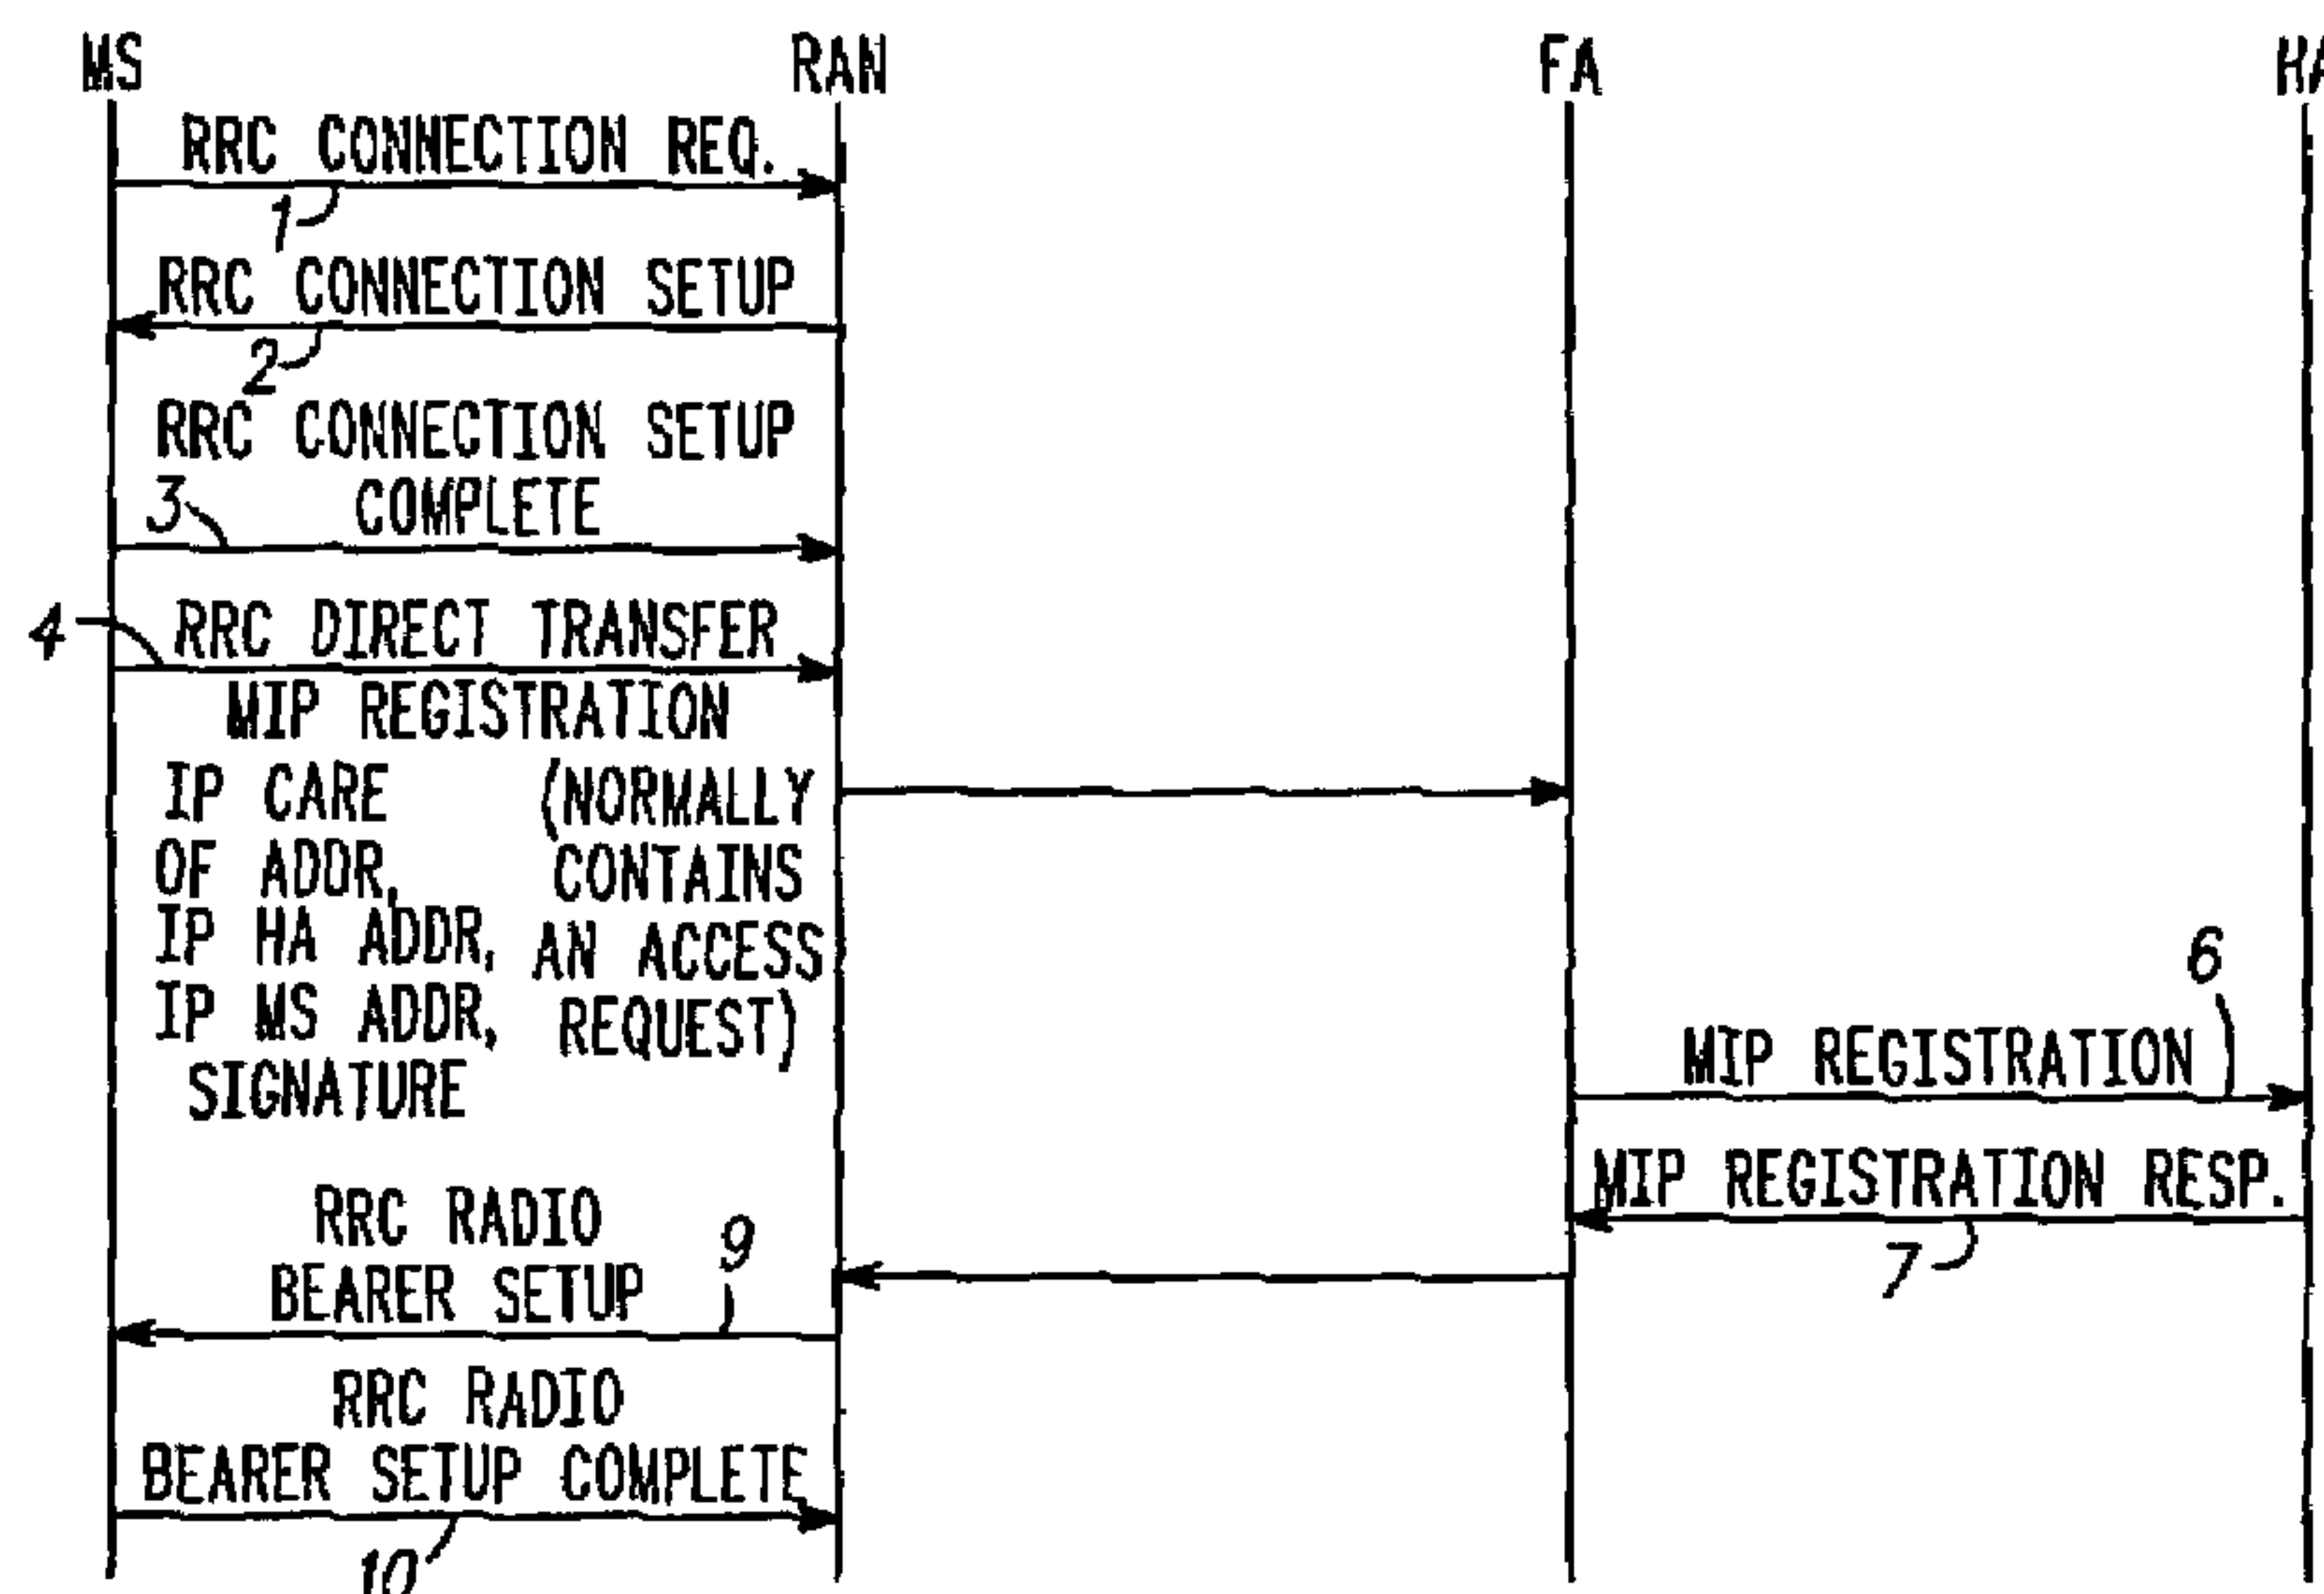 MS RAN FA HA
RRC CONNECTION REQ.
1
RRC CONNECTION SETUP
2
RRC CONNECTION SETUP
COMPLETE
3
4
RRC DIRECT TRANSFER
MIP REGISTRATION
IP CARE
OF ADDR,
IP HA ADDR,
IP MS ADDR,
SIGNATURE
(NORMALLY
CONTAINS
AN ACCESS
REQUEST)
6
MIP REGISTRATION
MIP REGISTRATION RESP.
7
RRC RADIO
BEARER SETUP
9
RRC RADIO
BEARER SETUP COMPLETE
10